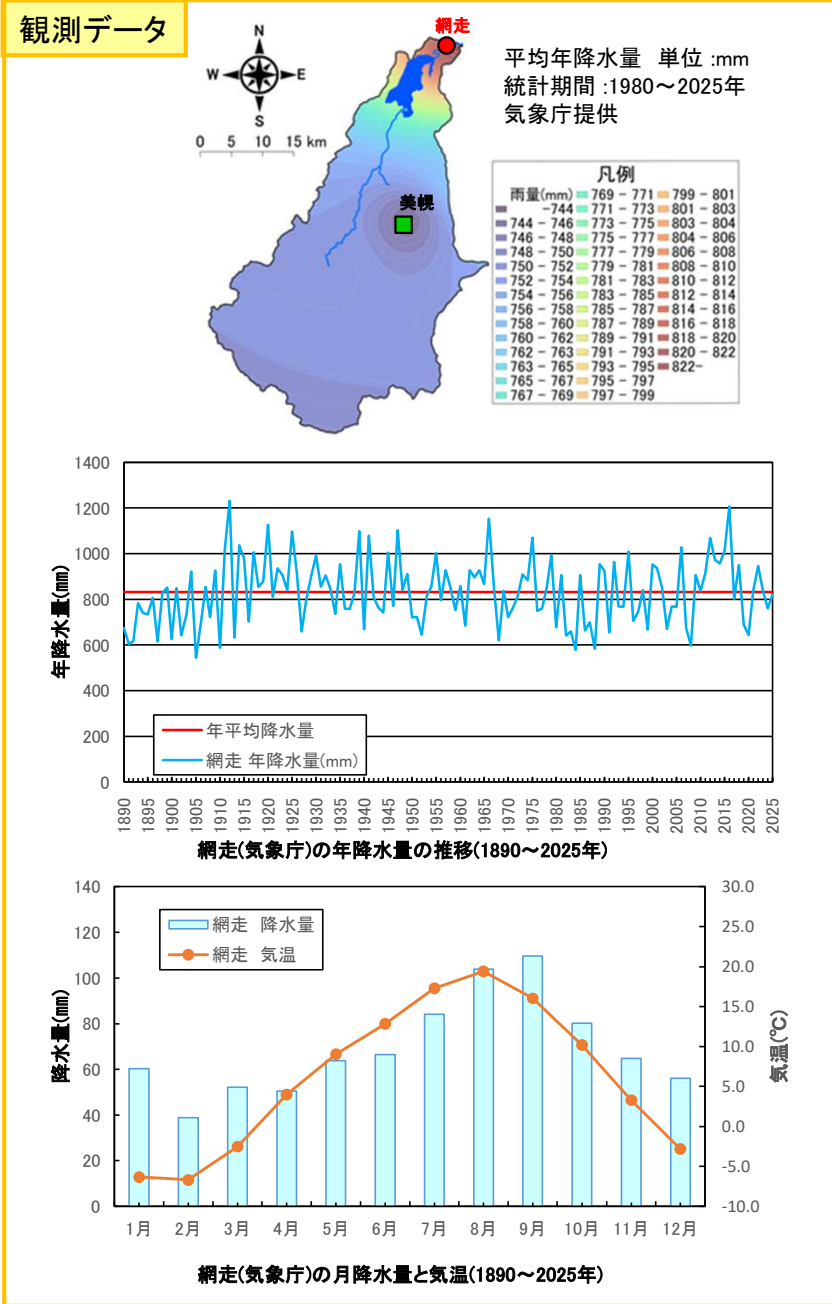 観測データ
網走
N
W
E
S
0 5 10 15 km
平均年降水量 単位 :mm
統計期間 :1980～2025年
気象庁提供
美幌
凡例
雨量(mm)
-744
744 - 746
746 - 748
748 - 750
750 - 752
752 - 754
754 - 756
756 - 758
758 - 760
760 - 762
762 - 763
763 - 765
765 - 767
767 - 769
769 - 771
771 - 773
773 - 775
775 - 777
777 - 779
779 - 781
781 - 783
783 - 785
785 - 787
787 - 789
789 - 791
791 - 793
793 - 795
795 - 797
797 - 799
799 - 801
801 - 803
803 - 804
804 - 806
806 - 808
808 - 810
810 - 812
812 - 814
814 - 816
816 - 818
818 - 820
820 - 822
822-
年降水量(mm)
1400
1200
1000
800
600
400
200
0
年平均降水量
網走 年降水量(mm)
1890 1895 1900 1905 1910 1915 1920 1925 1930 1935 1940 1945 1950 1955 1960 1965 1970 1975 1980 1985 1990 1995 2000 2005 2010 2015 2020 2025
網走(気象庁)の年降水量の推移(1890～2025年)
降水量(mm)
140
120
100
80
60
40
20
0
網走 降水量
網走 気温
30.0
25.0
20.0
15.0
10.0
5.0
0.0
-5.0
-10.0
気温(℃)
1月 2月 3月 4月 5月 6月 7月 8月 9月 10月 11月 12月
網走(気象庁)の月降水量と気温(1890～2025年)